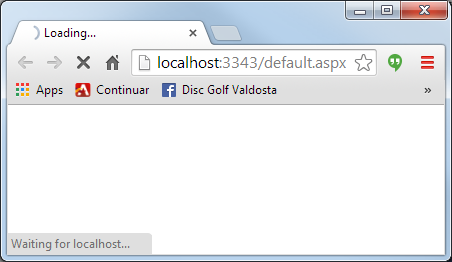 Loading...
localhost:3343/default.aspx
Apps Continuar Disc Golf Valdosta »
Waiting for localhost...